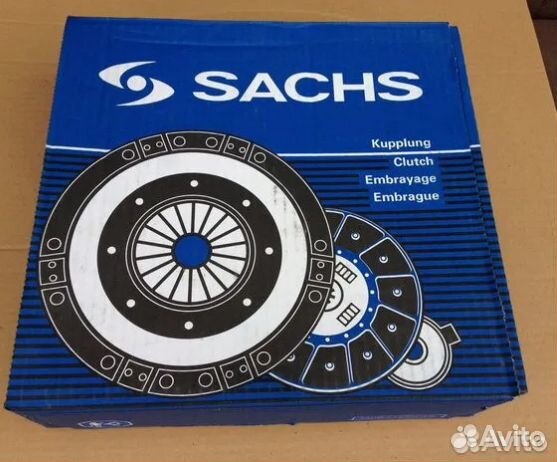 SACHS
Kupplung
Clutch
Embrayage
Embrague
Avito